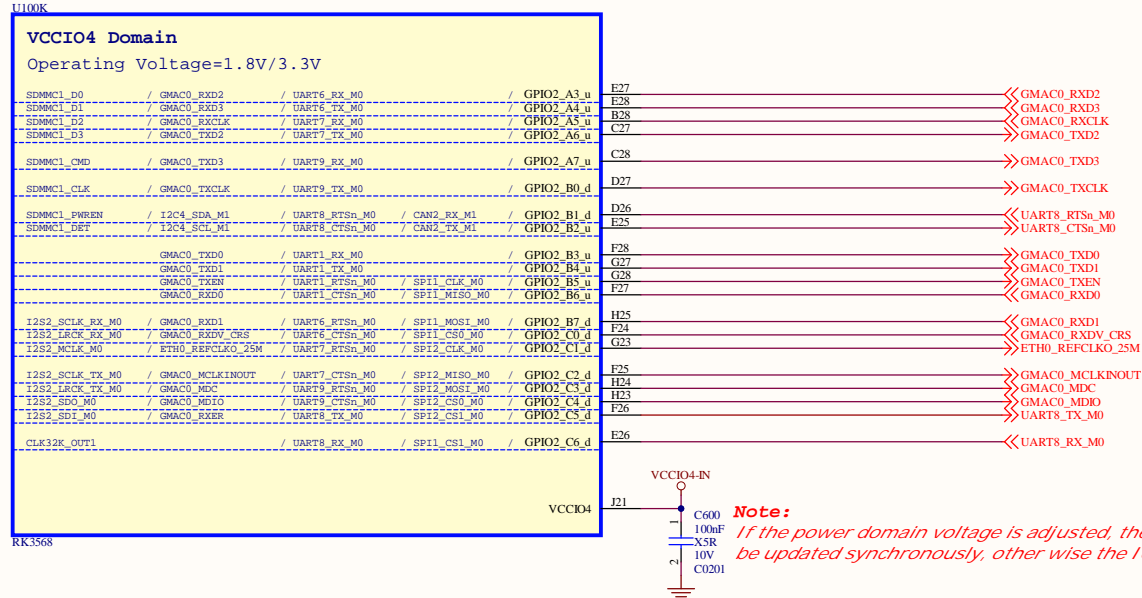 U100K
VCCIO4 Domain
Operating Voltage=1.8V/3.3V
SDMMC1_D0 / GMAC0_RXD2 / UART6_RX_M0 / GPIO2_A3_u E27 GMAC0_RXD2
SDMMC1_D1 / GMAC0_RXD3 / UART6_TX_M0 / GPIO2_A4_u E28 GMAC0_RXD3
SDMMC1_D2 / GMAC0_RXCLK / UART7_RX_M0 / GPIO2_A5_u B28 GMAC0_RXCLK
SDMMC1_D3 / GMAC0_TXD2 / UART7_TX_M0 / GPIO2_A6_u C27 GMAC0_TXD2
SDMMC1_CMD / GMAC0_TXD3 / UART9_RX_M0 / GPIO2_A7_u C28 GMAC0_TXD3
SDMMC1_CLK / GMAC0_TXCLK / UART9_TX_M0 / GPIO2_B0_d D27 GMAC0_TXCLK
SDMMC1_PWREN / I2C4_SDA_M1 / UART8_RTSn_M0 / CAN2_RX_M1 / GPIO2_B1_d D26 UART8_RTSn_M0
SDMMC1_DET / I2C4_SCL_M1 / UART8_CTSn_M0 / CAN2_TX_M1 / GPIO2_B2_u E25 UART8_CTSn_M0
GMAC0_TXD0 / UART1_RX_M0 / GPIO2_B3_u F28 GMAC0_TXD0
GMAC0_TXD1 / UART1_TX_M0 / GPIO2_B4_u G27 GMAC0_TXD1
GMAC0_TXEN / UART1_RTSn_M0 / SPI1_CLK_M0 / GPIO2_B5_u G28 GMAC0_TXEN
GMAC0_RXD0 / UART1_CTSn_M0 / SPI1_MISO_M0 / GPIO2_B6_u F27 GMAC0_RXD0
I2S2_SCLK_RX_M0 / GMAC0_RXD1 / UART6_RTSn_M0 / SPI1_MOSI_M0 / GPIO2_B7_d H25 GMAC0_RXD1
I2S2_LRCK_RX_M0 / GMAC0_RXDV_CRS / UART6_CTSn_M0 / SPI1_CS0_M0 / GPIO2_C0_d F24 GMAC0_RXDV_CRS
I2S2_MCLK_M0 / ETH0_REFCLKO_25M / UART7_RTSn_M0 / SPI2_CLK_M0 / GPIO2_C1_d G23 ETH0_REFCLKO_25M
I2S2_SCLK_TX_M0 / GMAC0_MCLKINOUT / UART7_CTSn_M0 / SPI2_MISO_M0 / GPIO2_C2_d F25 GMAC0_MCLKINOUT
I2S2_LRCK_TX_M0 / GMAC0_MDC / UART9_RTSn_M0 / SPI2_MOSI_M0 / GPIO2_C3_d H24 GMAC0_MDC
I2S2_SDO_M0 / GMAC0_MDIO / UART9_CTSn_M0 / SPI2_CS0_M0 / GPIO2_C4_d H23 GMAC0_MDIO
I2S2_SDI_M0 / GMAC0_RXER / UART8_TX_M0 / SPI2_CS1_M0 / GPIO2_C5_d F26 UART8_TX_M0
CLK32K_OUT1 / UART8_RX_M0 / SPI1_CS1_M0 / GPIO2_C6_d E26 UART8_RX_M0
VCCIO4-IN
VCCIO4 J21
1 C600
100nF
X5R
10V
2 C0201
Note:
If the power domain voltage is adjusted, the
be updated synchronously, other wise the I
RK3568